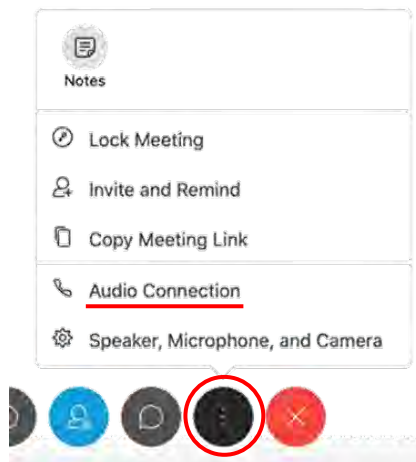 Notes
Lock Meeting
Invite and Remind
Copy Meeting Link
Audio Connection
Speaker, Microphone, and Camera